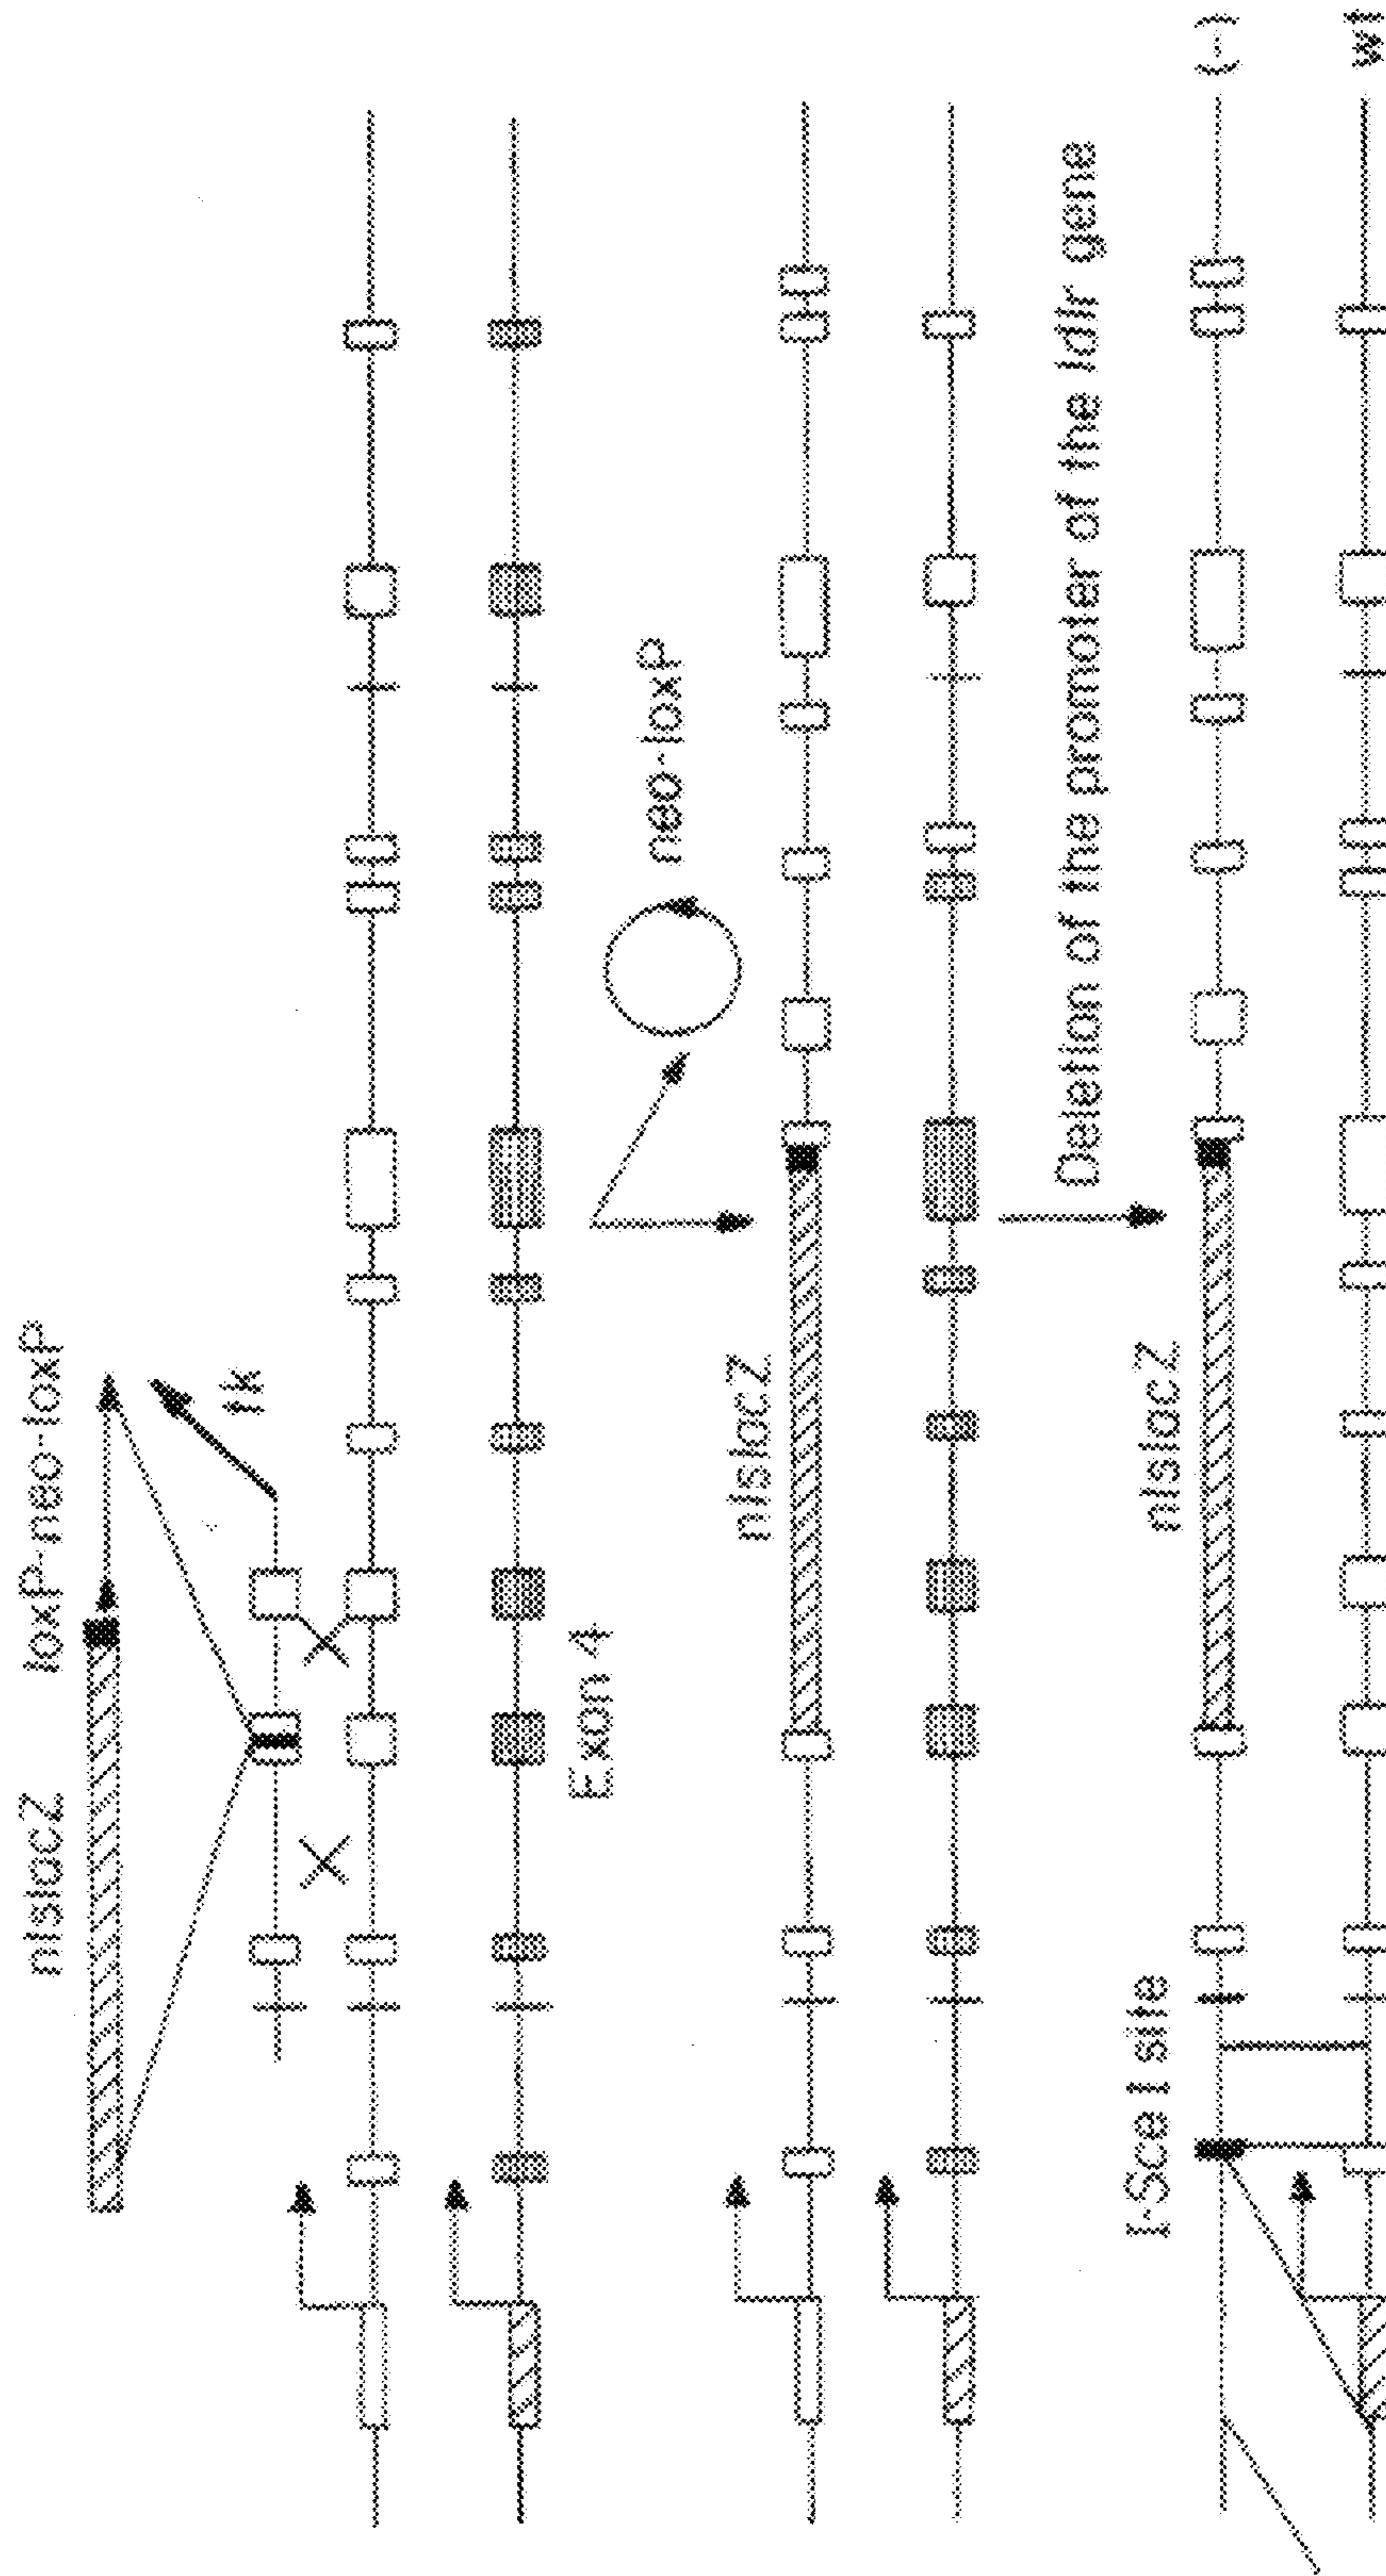 nlslacZ
loxP-neo-loxP
tk
Exon 4
neo-loxP
nlslacZ
Deletion of the promoter of the ldlr gene
I-Sce I site
nlslacZ
(-)
wt